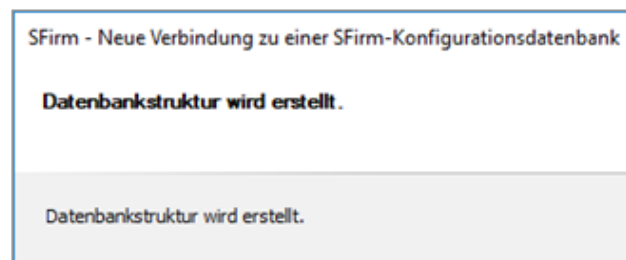 SFirm - Neue Verbindung zu einer SFirm-Konfigurationsdatenbank
Datenbankstruktur wird erstellt.
Datenbankstruktur wird erstellt.